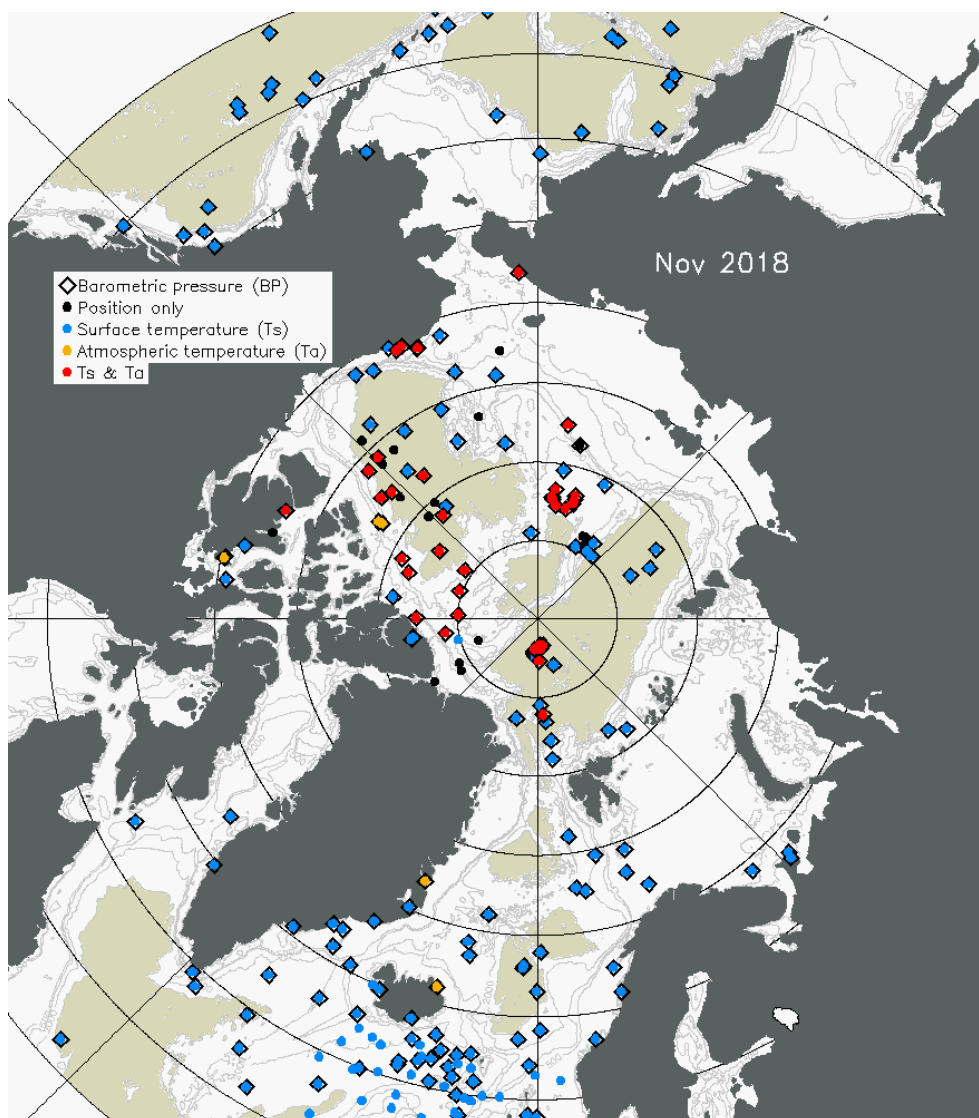 Nov 2018
Barometric pressure (BP)
Position only
Surface temperature (Ts)
Atmospheric temperature (Ta)
Ts & Ta